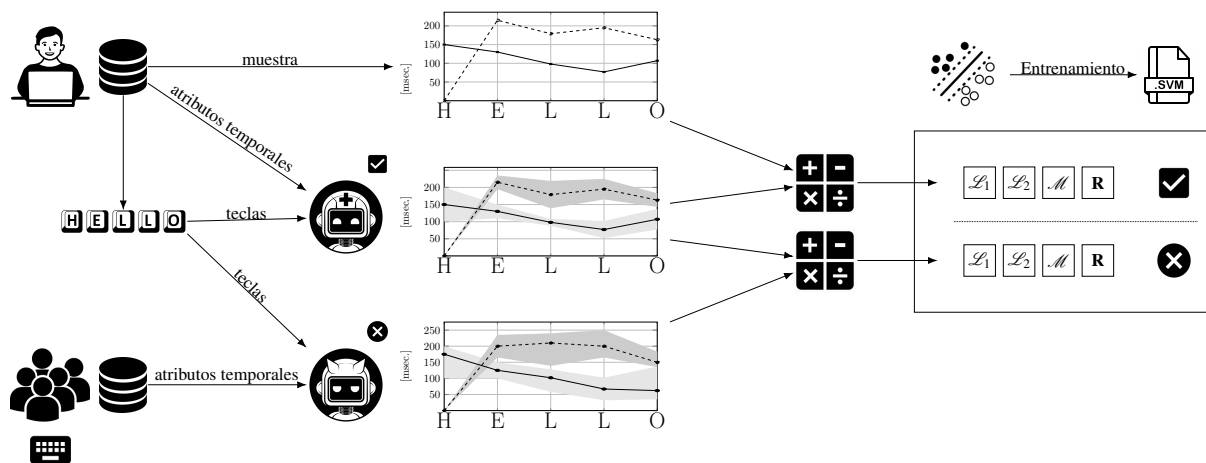 muestra
atributos temporales
HELLO
teclas
teclas
atributos temporales
[msec.]
200
150
100
50
H E L L O
[msec.]
200
150
100
50
H E L L O
[msec.]
250
200
150
100
50
H E L L O
Entrenamiento
.SVM
ℒ1 ℒ2 ℳ R
ℒ1 ℒ2 ℳ R